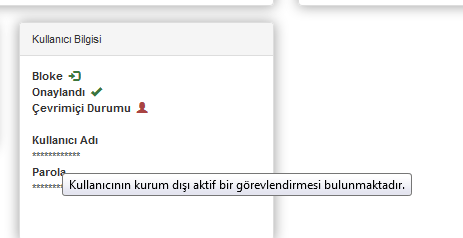 Kullanıcı Bilgisi
Bloke
Onaylandı
Çevrimiçi Durumu
Kullanıcı Adı
************
Parola
Kullanıcının kurum dışı aktif bir görevlendirmesi bulunmaktadır.